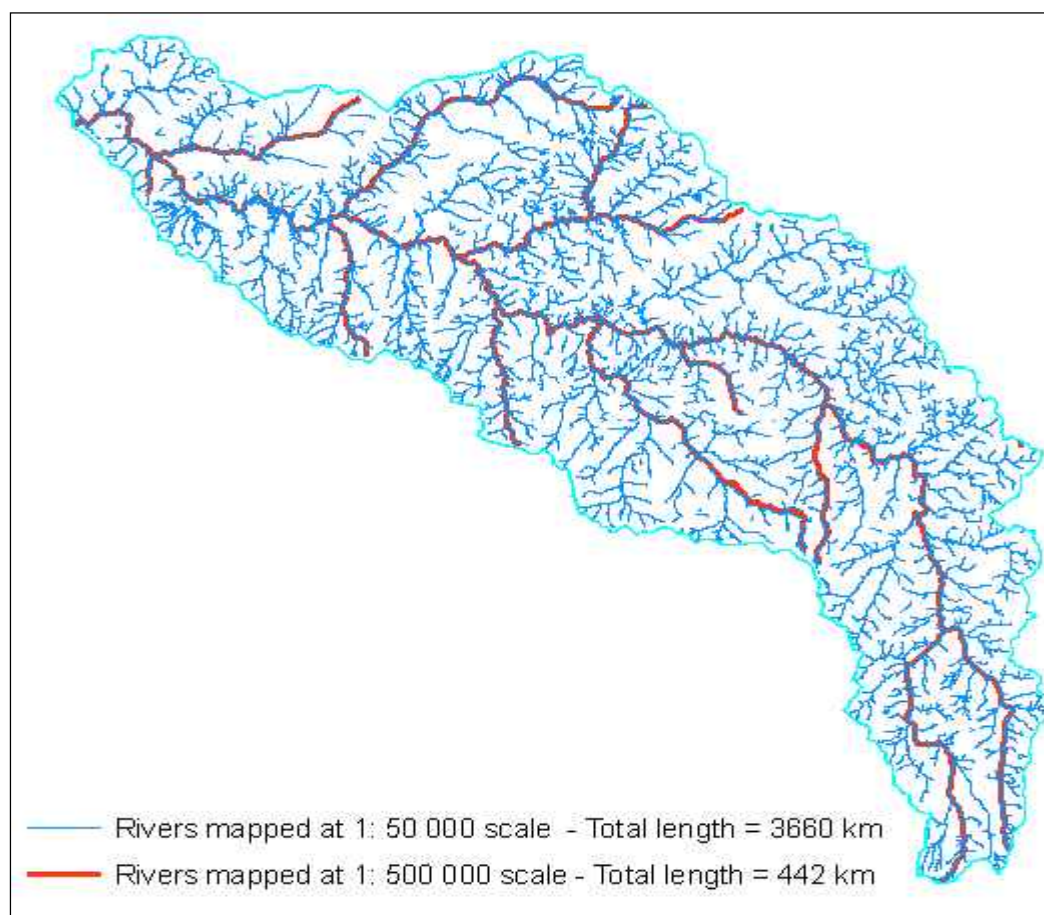 Rivers mapped at 1: 50 000 scale - Total length = 3660 km
Rivers mapped at 1: 500 000 scale - Total length = 442 km